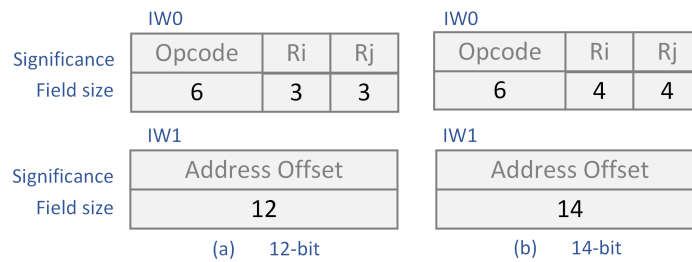 IW0 IW0
Significance Opcode Ri Rj Opcode Ri Rj
Field size 6 3 3 6 4 4
IW1 IW1
Significance Address Offset Address Offset
Field size 12 14
(a) 12-bit (b) 14-bit